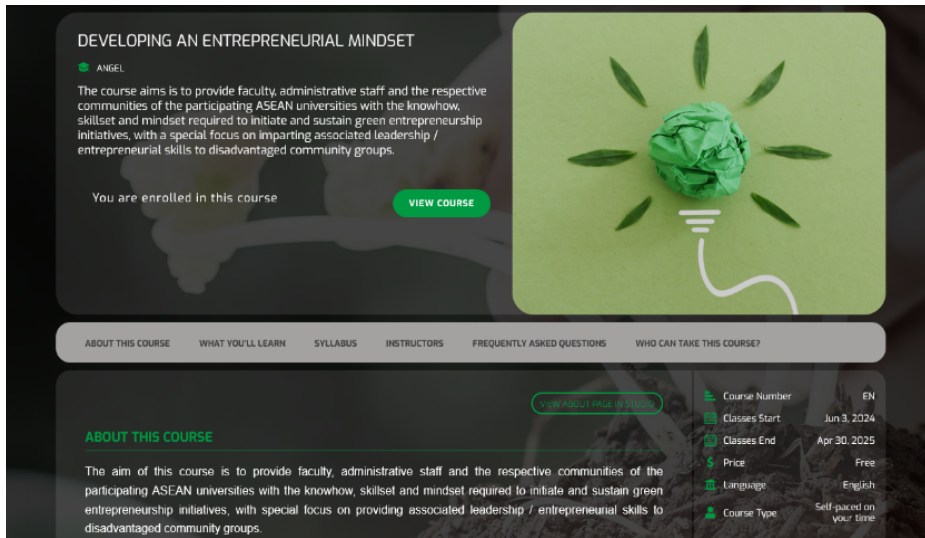 DEVELOPING AN ENTREPRENEURIAL MINDSET
ANGEL
The course aims is to provide faculty, administrative staff and the respective
communities of the participating ASEAN universities with the knowhow,
skillset and mindset required to initiate and sustain green entrepreneurship
initiatives, with a special focus on imparting associated leadership /
entrepreneurial skills to disadvantaged community groups.
You are enrolled in this course
VIEW COURSE
ABOUT THIS COURSE WHAT YOU'LL LEARN SYLLABUS INSTRUCTORS FREQUENTLY ASKED QUESTIONS WHO CAN TAKE THIS COURSE?
VIEW ABOUT PAGE IN STUDIO
ABOUT THIS COURSE
The aim of this course is to provide faculty, administrative staff and the respective communities of the
participating ASEAN universities with the knowhow, skillset and mindset required to initiate and sustain green
entrepreneurship initiatives, with special focus on providing associated leadership / entrepreneurial skills to
disadvantaged community groups.
Course Number EN
Classes Start Jun 3, 2024
Classes End Apr 30, 2025
$ Price Free
Language English
Course Type Self-paced on
your time